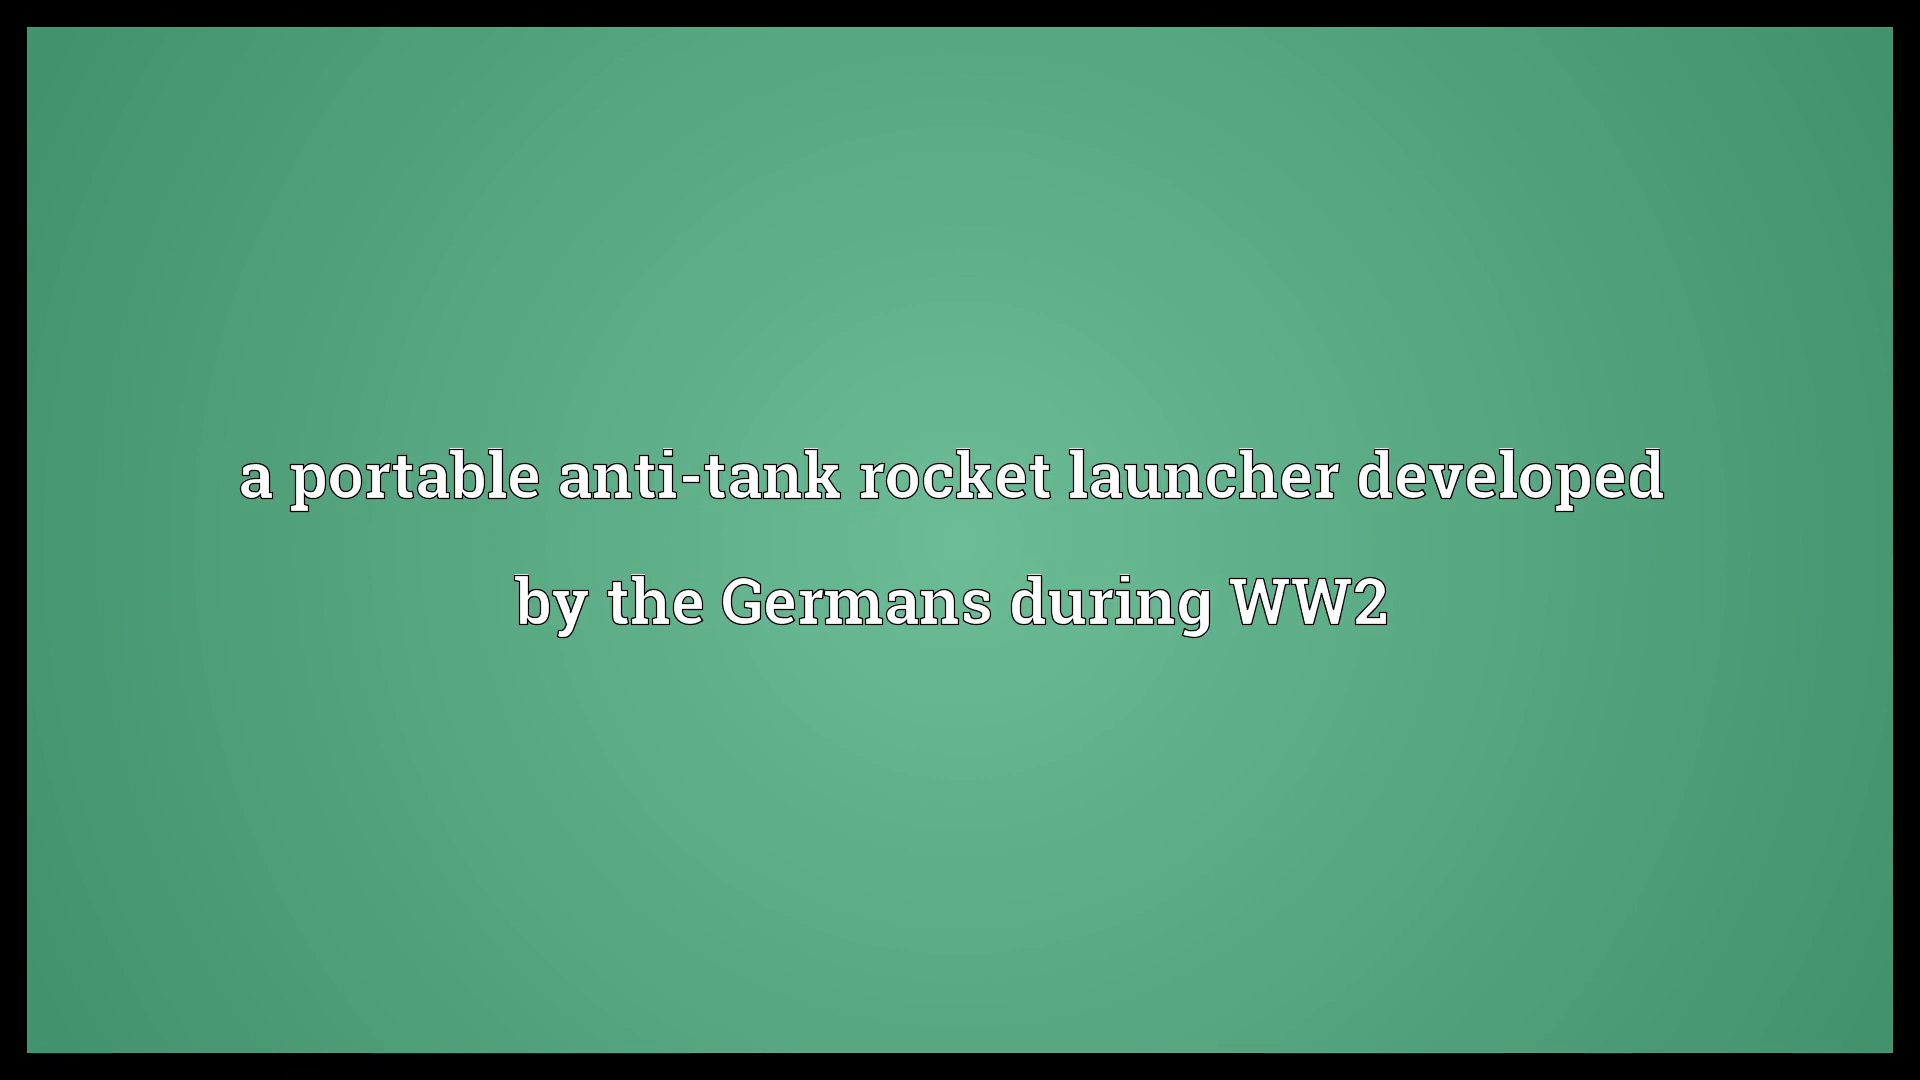 a portable anti-tank rocket launcher developed
by the Germans during WW2